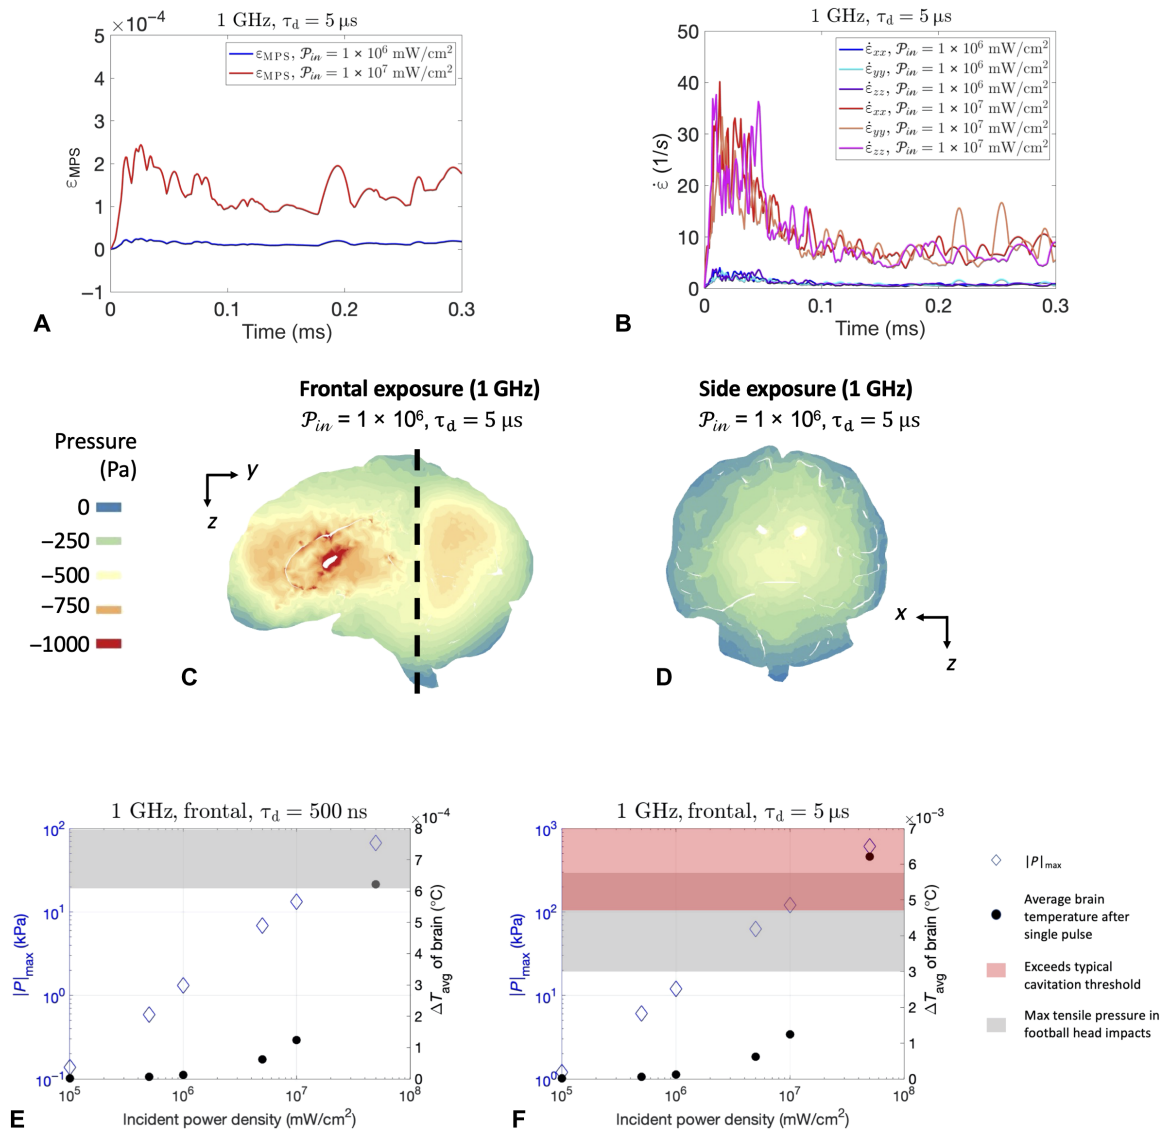 1 GHz, τd = 5 μs
×10⁻⁴
5
4
3
2
1
0
−1
εMPS
εMPS, 𝒫in = 1 × 10⁶ mW/cm²
εMPS, 𝒫in = 1 × 10⁷ mW/cm²
0 0.1 0.2 0.3
Time (ms)
A
1 GHz, τd = 5 μs
50
40
30
20
10
0
ε̇ (1/s)
ε̇xx, 𝒫in = 1 × 10⁶ mW/cm²
ε̇yy, 𝒫in = 1 × 10⁶ mW/cm²
ε̇zz, 𝒫in = 1 × 10⁶ mW/cm²
ε̇xx, 𝒫in = 1 × 10⁷ mW/cm²
ε̇yy, 𝒫in = 1 × 10⁷ mW/cm²
ε̇zz, 𝒫in = 1 × 10⁷ mW/cm²
0 0.1 0.2 0.3
Time (ms)
B
Pressure
(Pa)
0
−250
−500
−750
−1000
Frontal exposure (1 GHz)
𝒫in = 1 × 10⁶, τd = 5 μs
y
z
C
Side exposure (1 GHz)
𝒫in = 1 × 10⁶, τd = 5 μs
x
z
D
1 GHz, frontal, τd = 500 ns
10²
10¹
10⁰
10⁻¹
|P|max (kPa)
×10⁻⁴
8
7
6
5
4
3
2
1
0
ΔTavg of brain (°C)
10⁵ 10⁶ 10⁷ 10⁸
Incident power density (mW/cm²)
E
1 GHz, frontal, τd = 5 μs
10³
10²
10¹
10⁰
|P|max (kPa)
×10⁻³
7
6
5
4
3
2
1
0
ΔTavg of brain (°C)
10⁵ 10⁶ 10⁷ 10⁸
Incident power density (mW/cm²)
F
|P|max
Average brain
temperature after
single pulse
Exceeds typical
cavitation threshold
Max tensile pressure in
football head impacts